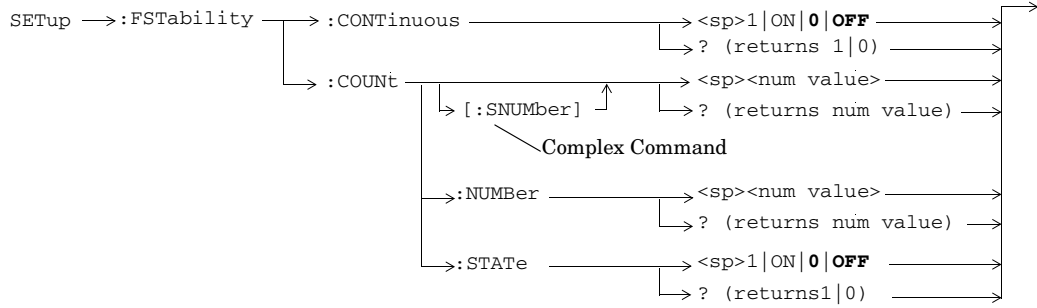 SETup :FSTability :CONTinuous <sp>1|ON|0|OFF
? (returns 1|0)
:COUNt <sp><num value>
[:SNUMber] ? (returns num value)
Complex Command
:NUMBer <sp><num value>
? (returns num value)
:STATe <sp>1|ON|0|OFF
? (returns1|0)